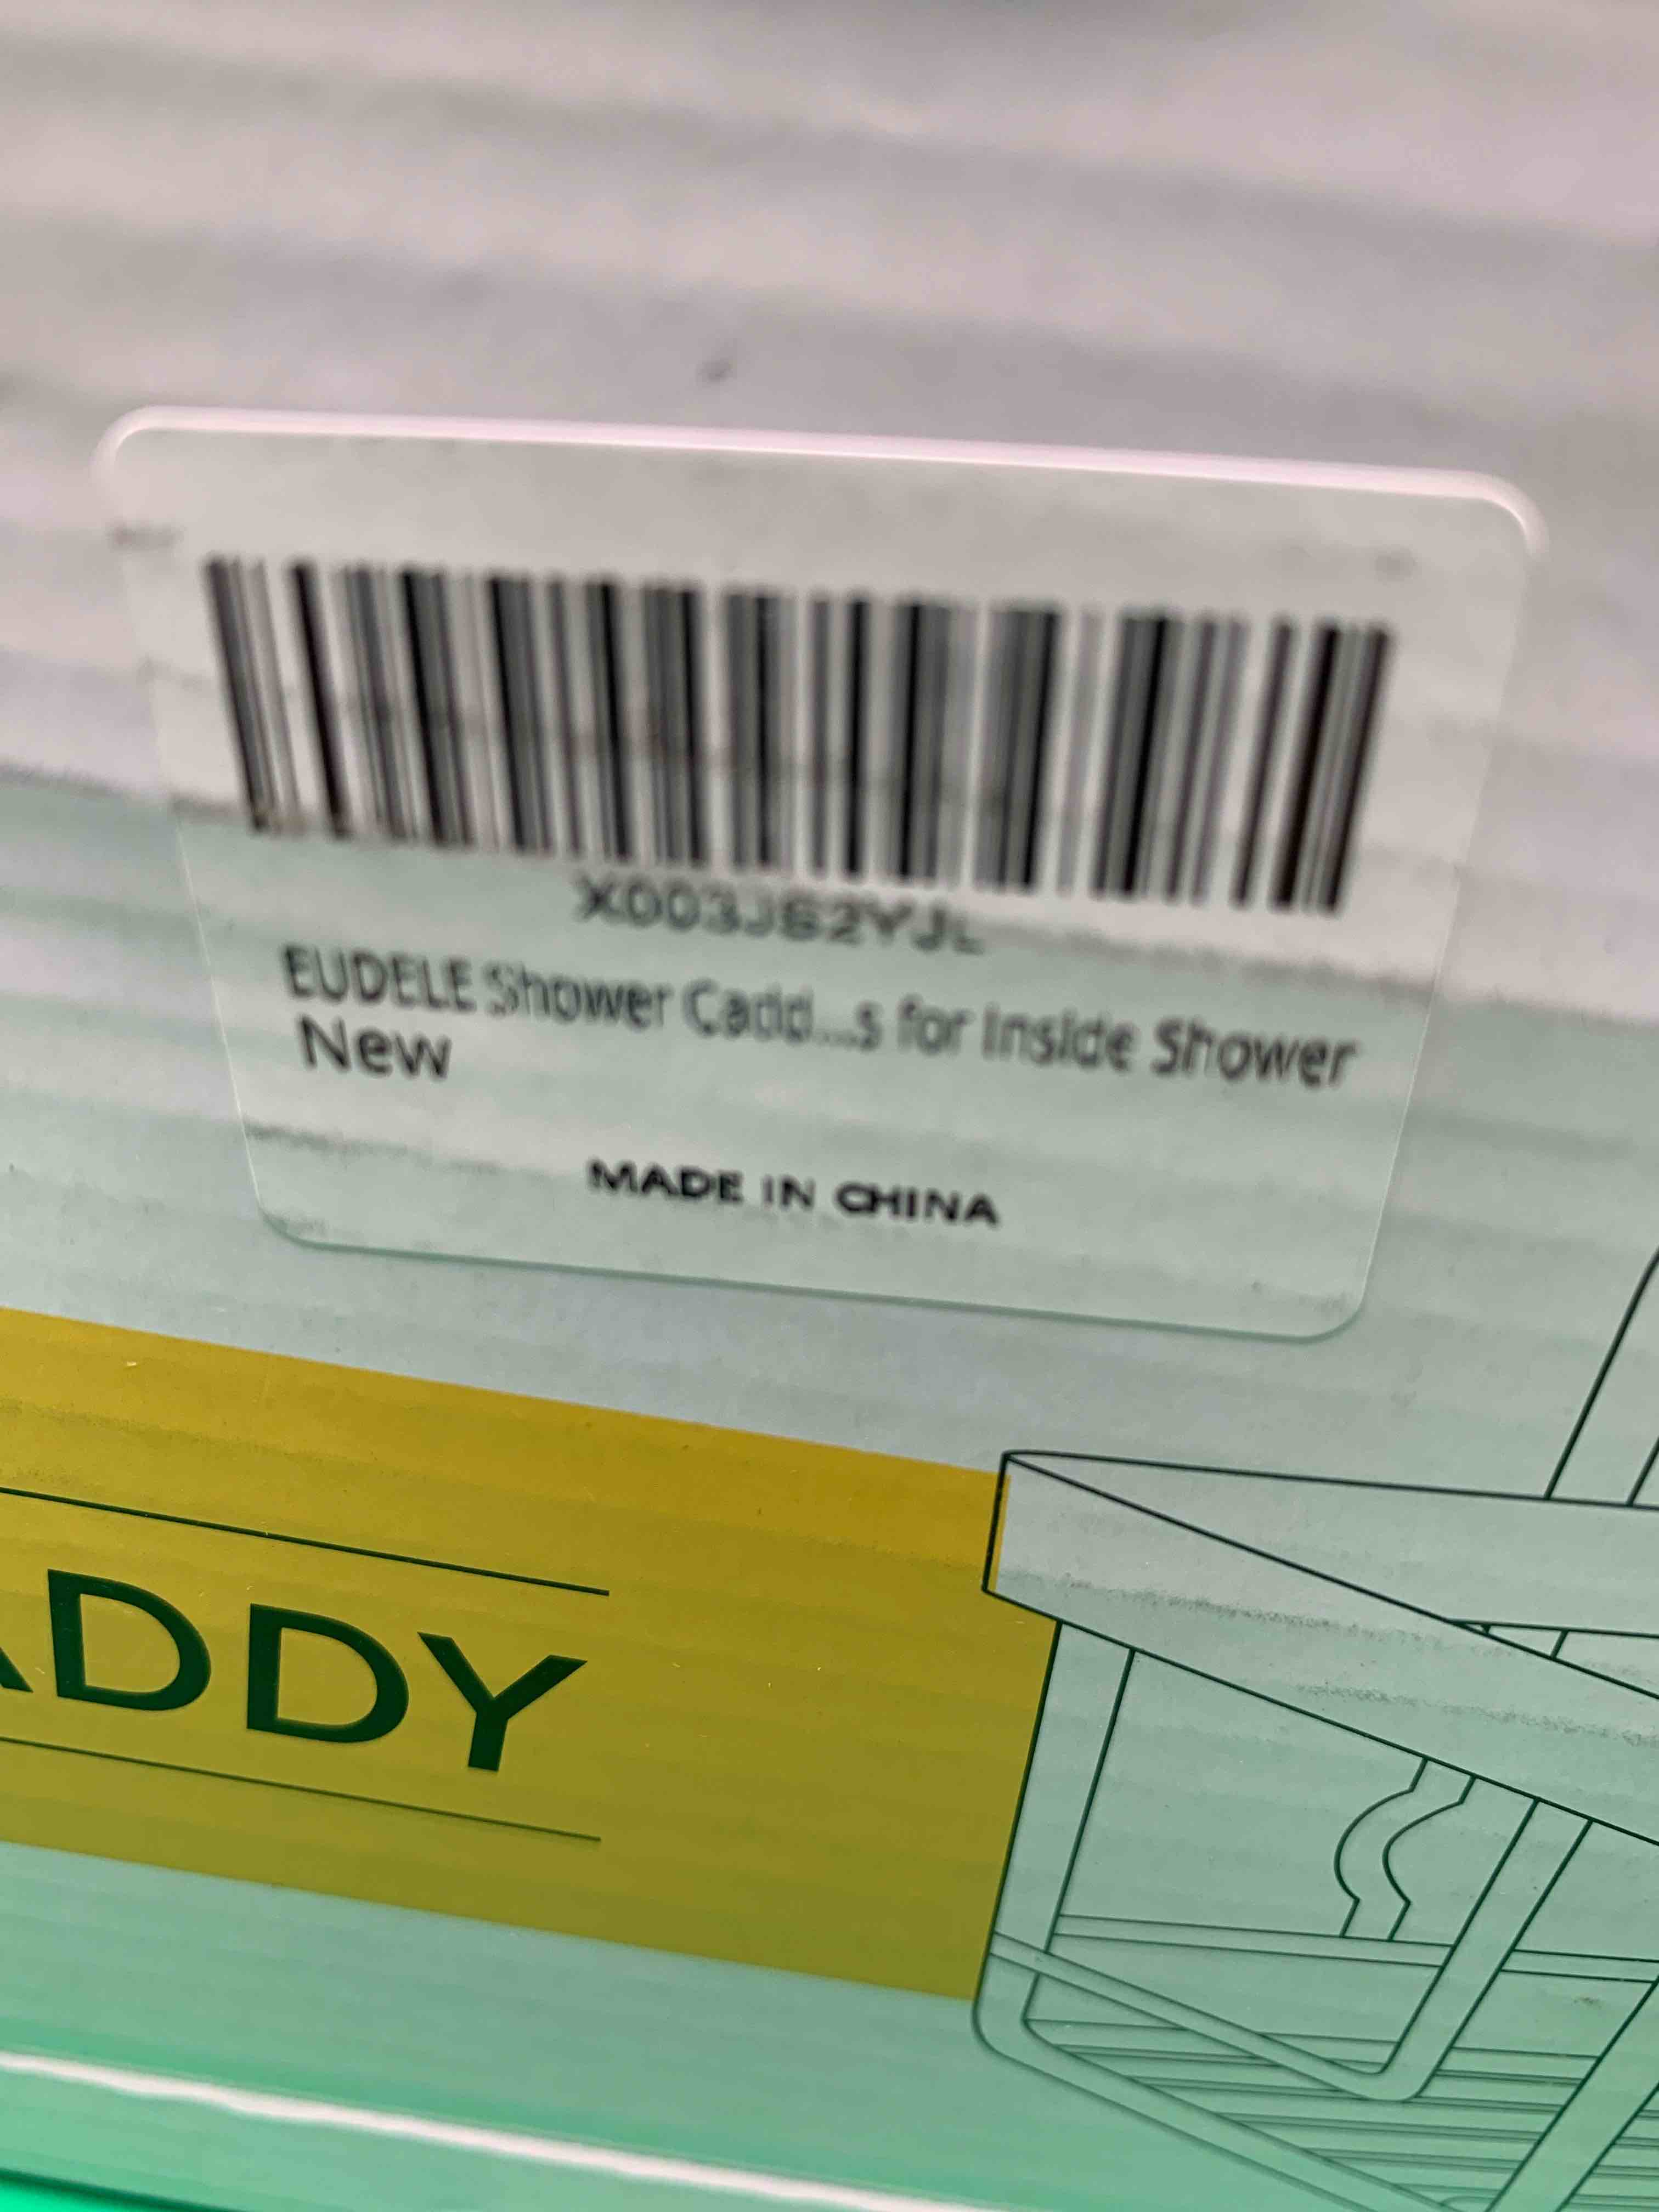 X003JS2YJL
EUDELE Shower Cadd...s for Inside Shower
New
MADE IN CHINA
ADDY